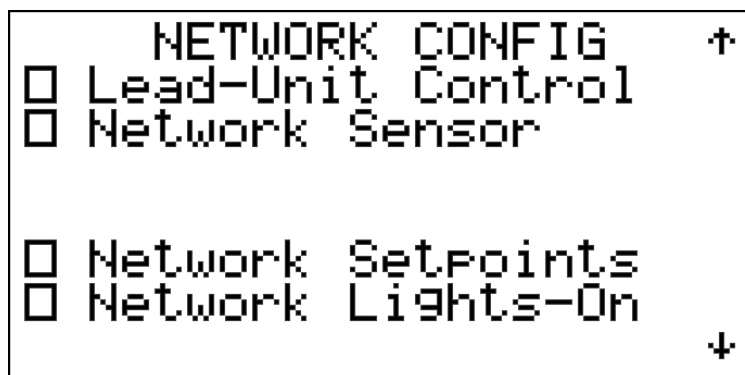 NETWORK CONFIG ↑
□ Lead-Unit Control
□ Network Sensor
□ Network Setpoints
□ Network Lights-On
↓